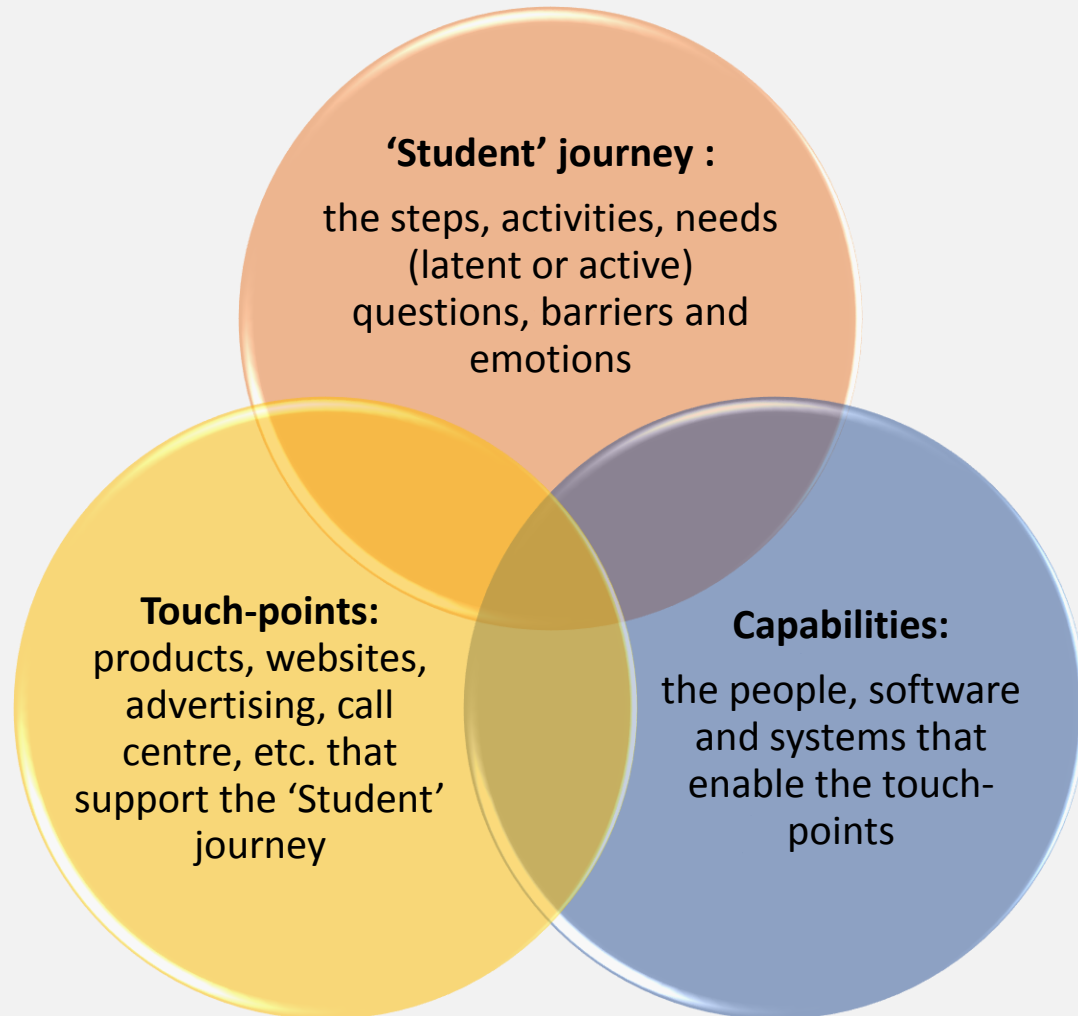 ‘Student’ journey :
the steps, activities, needs
(latent or active)
questions, barriers and
emotions
Touch-points:
products, websites,
advertising, call
centre, etc. that
support the ‘Student’
journey
Capabilities:
the people, software
and systems that
enable the touch-
points